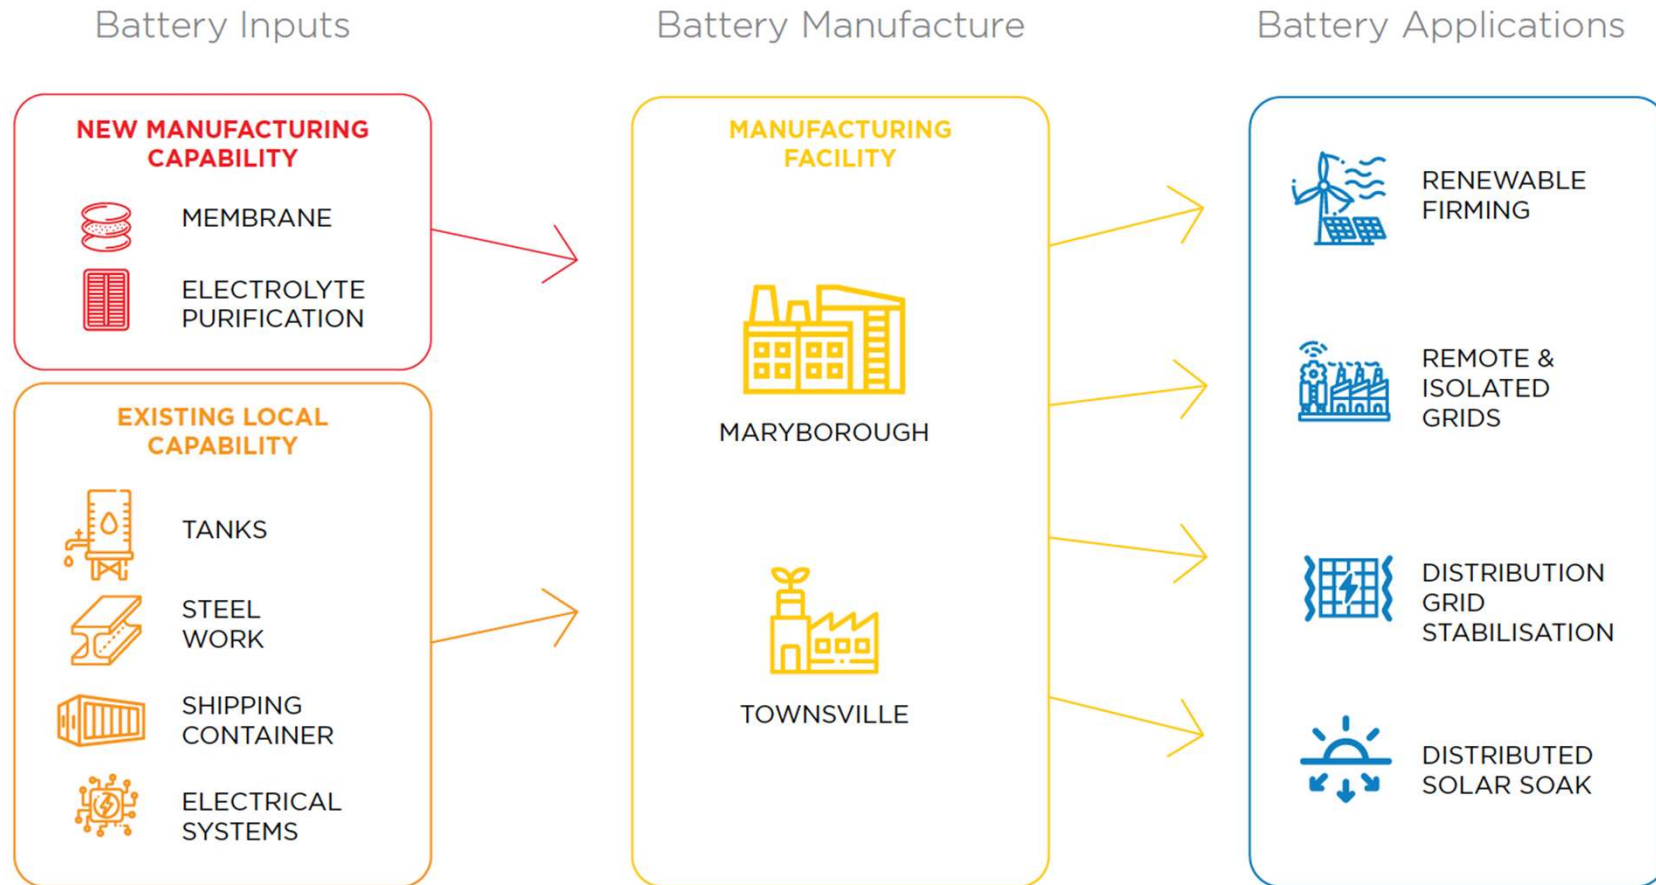 Battery Inputs
Battery Manufacture
Battery Applications
NEW MANUFACTURING
CAPABILITY
MEMBRANE
ELECTROLYTE
PURIFICATION
EXISTING LOCAL
CAPABILITY
TANKS
STEEL
WORK
SHIPPING
CONTAINER
ELECTRICAL
SYSTEMS
MANUFACTURING
FACILITY
MARYBOROUGH
TOWNSVILLE
RENEWABLE
FIRMING
REMOTE &
ISOLATED
GRIDS
DISTRIBUTION
GRID
STABILISATION
DISTRIBUTED
SOLAR SOAK